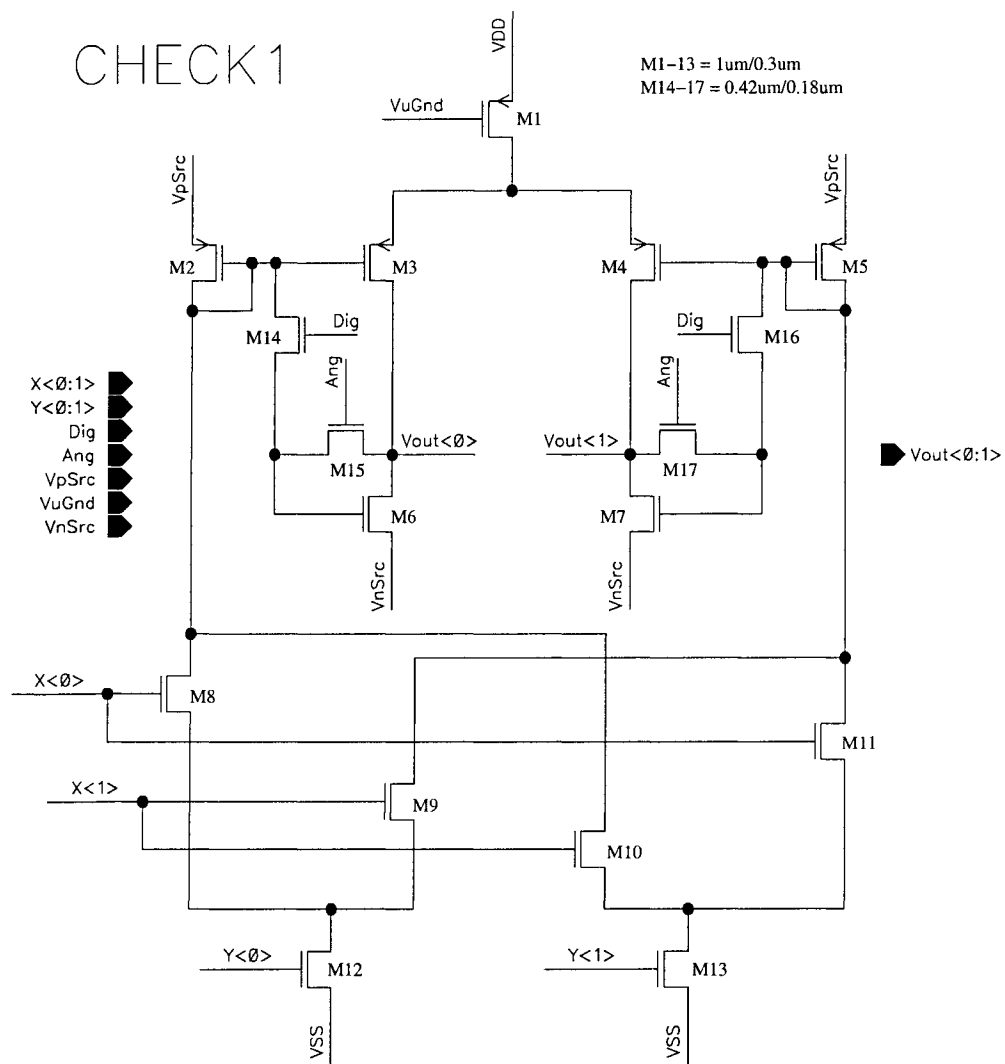 CHECK1
VDD
M1-13 = 1um/0.3um
M14-17 = 0.42um/0.18um
VuGnd
M1
VpSrc
VpSrc
M2
M3
M4
M5
M14
Dig
Dig
M16
Ang
Ang
X<0:1>
Y<0:1>
Dig
Ang
VpSrc
VuGnd
VnSrc
M15
Vout<0>
Vout<1>
M17
Vout<0:1>
M6
M7
VnSrc
VnSrc
X<0>
M8
M11
X<1>
M9
M10
Y<0>
M12
Y<1>
M13
VSS
VSS